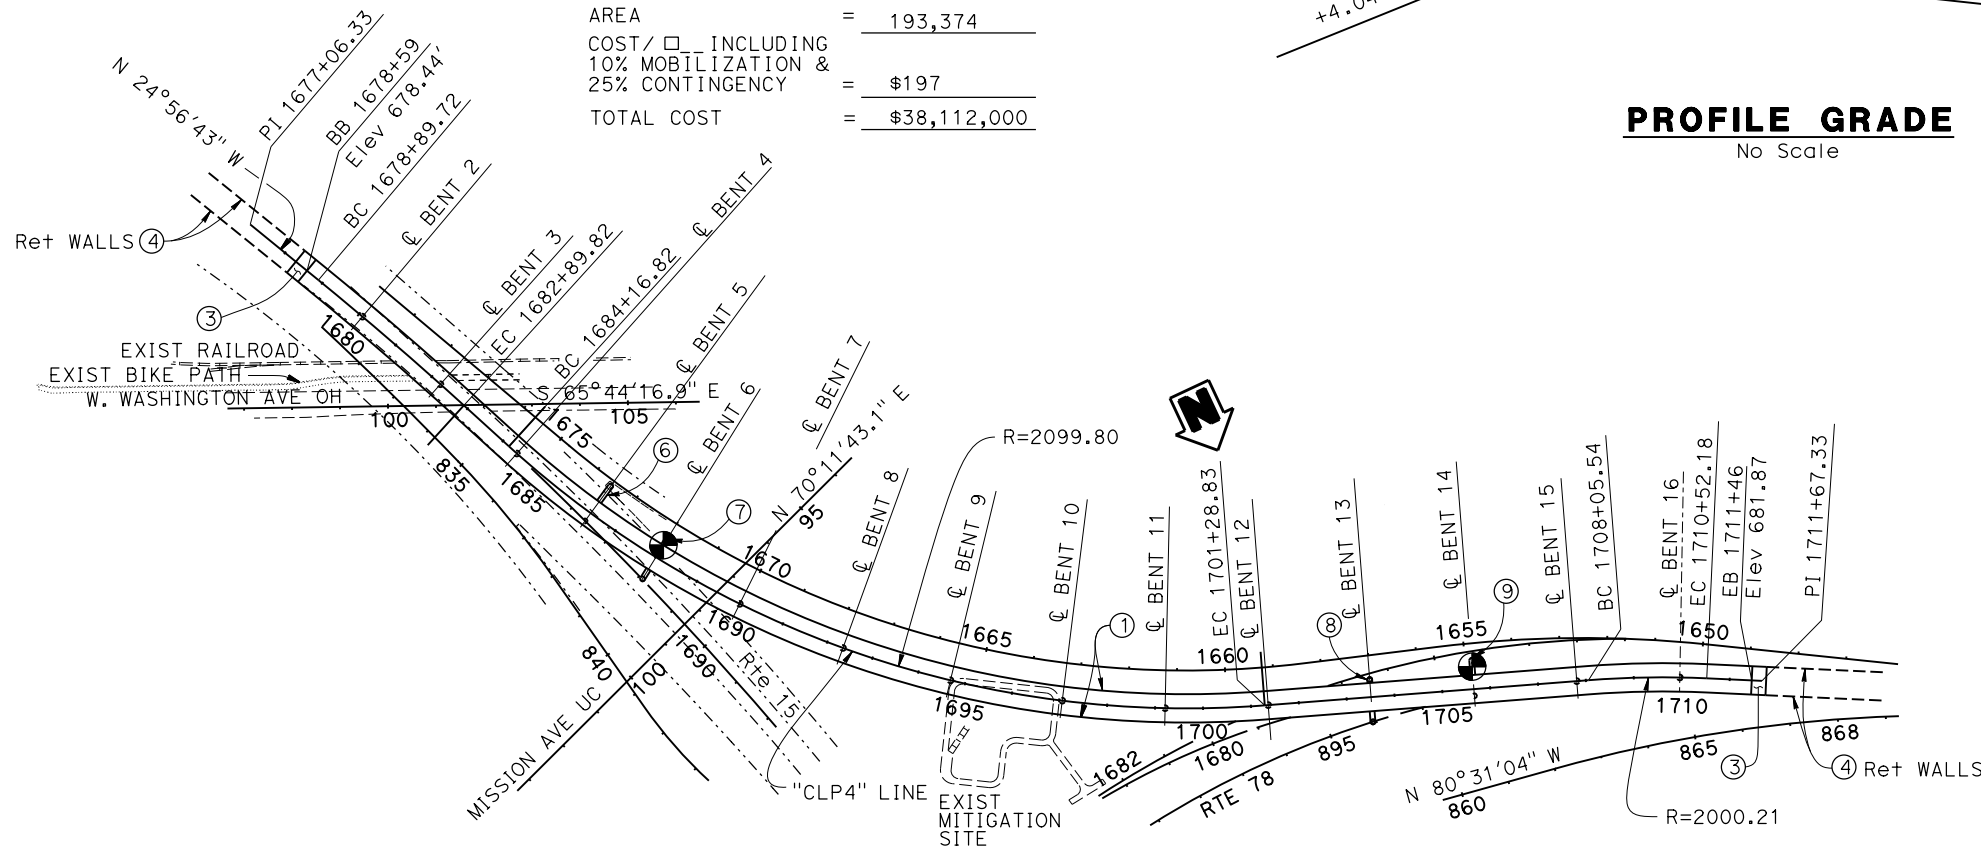 AREA = 193,374
COST/ □__ INCLUDING
10% MOBILIZATION &
25% CONTINGENCY = $197
TOTAL COST = $38,112,000
PROFILE GRADE
No Scale
N 24°56'43" W
PI 1677+06.33
BB 1678+59
Elev 678.44'
BC 1678+89.72
℄ BENT 2
℄ BENT 3
EC 1682+89.82
BC 1684+16.82
℄ BENT 4
℄ BENT 5
℄ BENT 6
℄ BENT 7
℄ BENT 8
℄ BENT 9
℄ BENT 10
℄ BENT 11
EC 1701+28.83
℄ BENT 12
℄ BENT 13
℄ BENT 14
℄ BENT 15
BC 1708+05.54
℄ BENT 16
EC 1710+52.18
EB 1711+46
Elev 681.87
PI 1711+67.33
Ret WALLS 4
3
1680
EXIST RAILROAD
EXIST BIKE PATH
W. WASHINGTON AVE OH
S 65°44'16.9" E
100
105
675
835
1685
6
7
N 70°11'43.1" E
95
R=2099.80
N
1670
1690
1690
840
100
Rte 15
MISSION AVE UC
"CLP4" LINE
1665
1
1660
8
1655
9
1650
1695
1700
1705
1710
EXIST
MITIGATION
SITE
1682
1680
895
RTE 78
N 80°31'04" W
860
865
868
3
4 Ret WALLS
R=2000.21